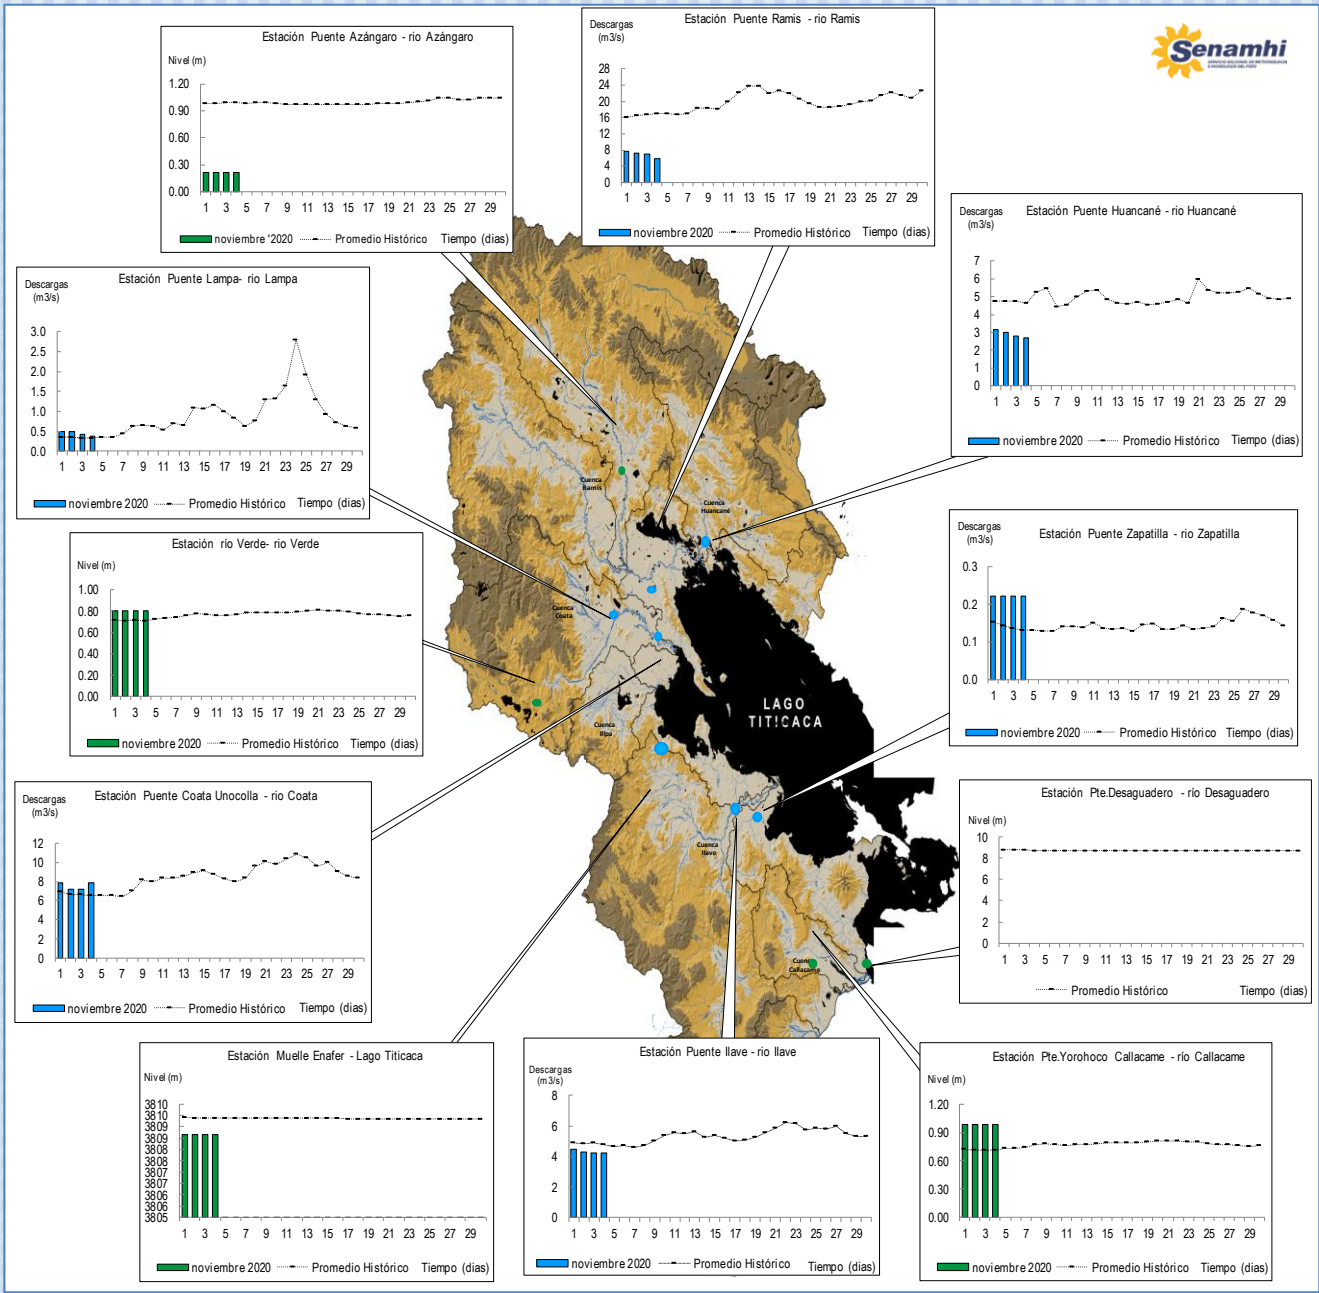 Estación Puente Azángaro - rio Azángaro
Nivel (m)
1.20
0.90
0.60
0.30
0.00
1 3 5 7 9 11 13 15 17 19 21 23 25 27 29
noviembre '2020 Promedio Histórico Tiempo (dias)
Estación Puente Ramis - rio Ramis
Descargas
(m3/s)
28
24
20
16
12
8
4
0
1 3 5 7 9 11 13 15 17 19 21 23 25 27 29
noviembre 2020 Promedio Histórico Tiempo (dias)
Senamhi
SERVICIO NACIONAL DE METEOROLOGÍA
E HIDROLOGÍA DEL PERÚ
Estación Puente Huancané - rio Huancané
Descargas
(m3/s)
7
6
5
4
3
2
1
0
1 3 5 7 9 11 13 15 17 19 21 23 25 27 29
noviembre 2020 Promedio Histórico Tiempo (dias)
Estación Puente Lampa- rio Lampa
Descargas
(m3/s)
3.0
2.5
2.0
1.5
1.0
0.5
0.0
1 3 5 7 9 11 13 15 17 19 21 23 25 27 29
noviembre 2020 Promedio Histórico Tiempo (dias)
Estación río Verde- rio Verde
Nivel (m)
1.00
0.80
0.60
0.40
0.20
0.00
1 3 5 7 9 11 13 15 17 19 21 23 25 27 29
noviembre 2020 Promedio Histórico Tiempo (dias)
Estación Puente Zapatilla - rio Zapatilla
Descargas
(m3/s)
0.3
0.2
0.1
0.0
1 3 5 7 9 11 13 15 17 19 21 23 25 27 29
noviembre 2020 Promedio Histórico Tiempo (dias)
Cuenca
Ramis
Cuenca
Huancané
Cuenca
Coata
Cuenca
Illpa
LAGO
TITICACA
Cuenca
Ilave
Cuenca
Callacame
Estación Puente Coata Unocolla - rio Coata
Descargas
(m3/s)
12
10
8
6
4
2
0
1 3 5 7 9 11 13 15 17 19 21 23 25 27 29
noviembre 2020 Promedio Histórico Tiempo (dias)
Estación Pte.Desaguadero - río Desaguadero
Nivel (m)
10
8
6
4
2
0
1 3 5 7 9 11 13 15 17 19 21 23 25 27 29
Promedio Histórico Tiempo (dias)
Estación Muelle Enafer - Lago Titicaca
Nivel (m)
3810
3810
3809
3809
3808
3808
3807
3807
3806
3806
3805
1 3 5 7 9 11 13 15 17 19 21 23 25 27 29
noviembre 2020 Promedio Histórico Tiempo (dias)
Estación Puente Ilave - rio Ilave
Descargas
(m3/s)
8
6
4
2
0
1 3 5 7 9 11 13 15 17 19 21 23 25 27 29
noviembre 2020 Promedio Histórico Tiempo (dias)
Estación Pte.Yorohoco Callacame - río Callacame
Nivel (m)
1.20
0.90
0.60
0.30
0.00
1 3 5 7 9 11 13 15 17 19 21 23 25 27 29
noviembre 2020 Promedio Histórico Tiempo (dias)